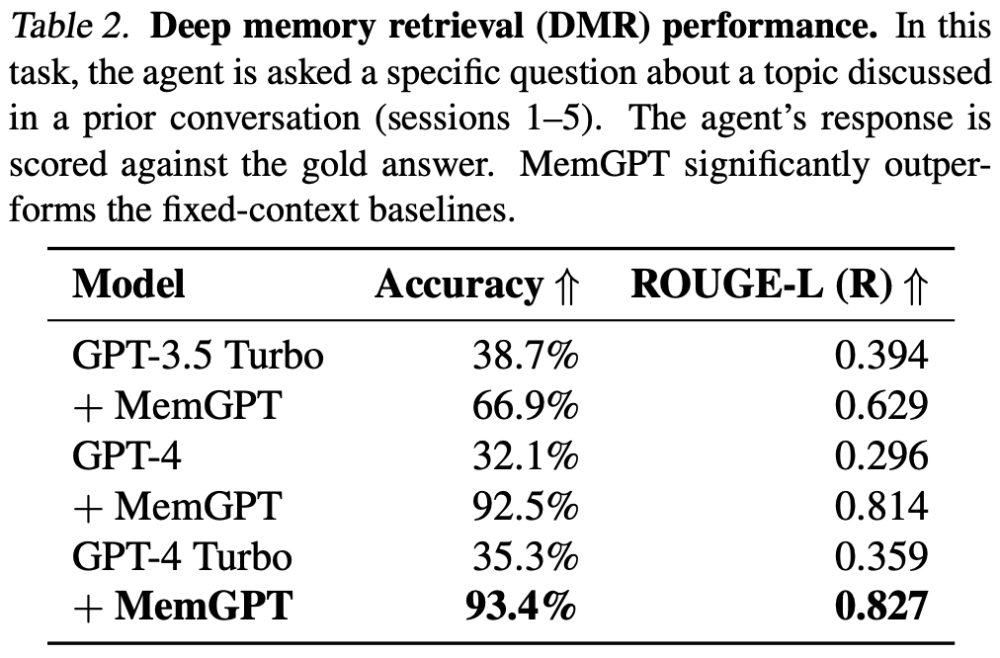 Table 2. Deep memory retrieval (DMR) performance. In this
task, the agent is asked a specific question about a topic discussed
in a prior conversation (sessions 1–5). The agent's response is
scored against the gold answer. MemGPT significantly outper-
forms the fixed-context baselines.
Model Accuracy ⇑ ROUGE-L (R) ⇑
GPT-3.5 Turbo 38.7% 0.394
+ MemGPT 66.9% 0.629
GPT-4 32.1% 0.296
+ MemGPT 92.5% 0.814
GPT-4 Turbo 35.3% 0.359
+ MemGPT 93.4% 0.827